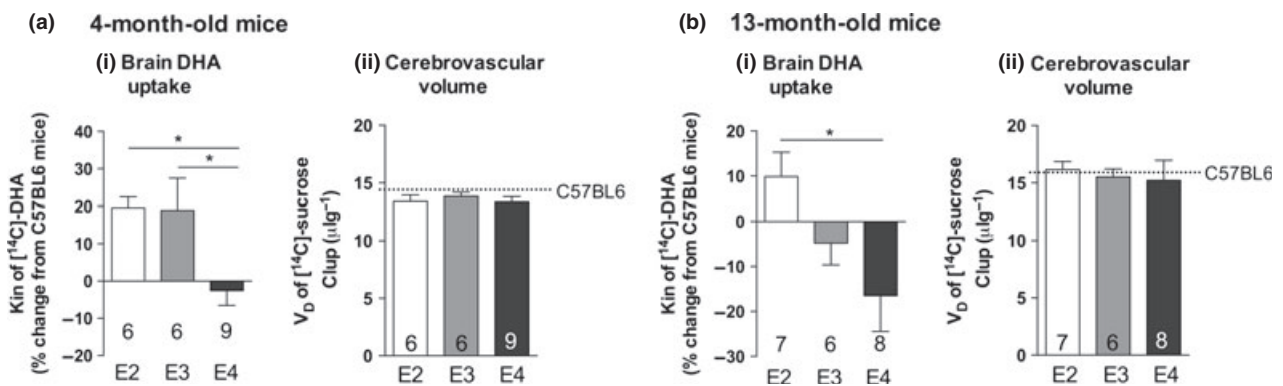 (a) 4-month-old mice
(i) Brain DHA
uptake
Kin of [¹⁴C]-DHA
(% change from C57BL6 mice)
40
30
20
10
0
–10
–20
*
*
6 6 9
E2 E3 E4
(ii) Cerebrovascular
volume
V_D of [¹⁴C]-sucrose
Clup (µlg⁻¹)
20
15
10
5
0
C57BL6
6 6 9
E2 E3 E4
(b) 13-month-old mice
(i) Brain DHA
uptake
Kin of [¹⁴C]-DHA
(% change from C57BL6 mice)
20
10
0
–10
–20
–30
*
7 6 8
E2 E3 E4
(ii) Cerebrovascular
volume
V_D of [¹⁴C]-sucrose
Clup (µlg⁻¹)
20
15
10
5
0
C57BL6
7 6 8
E2 E3 E4